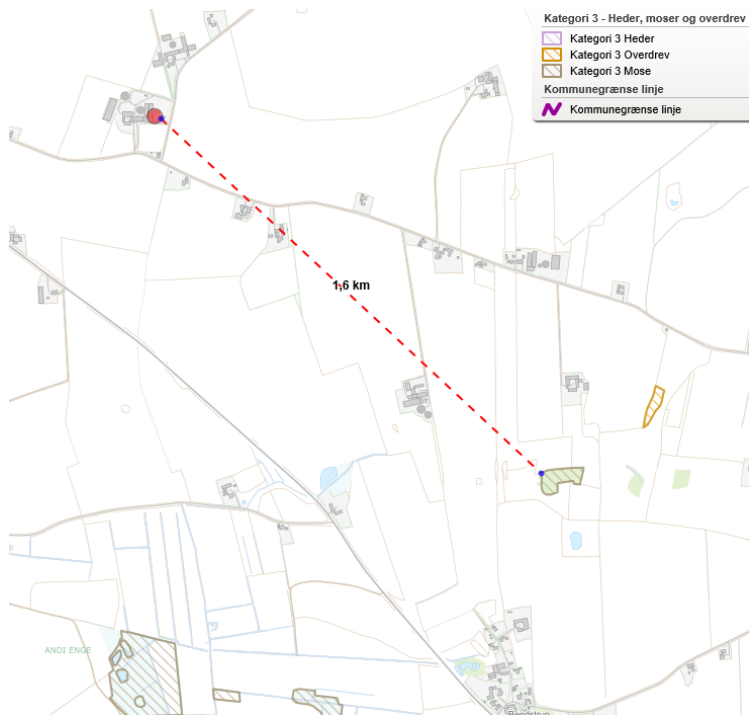 Kategori 3 - Heder, moser og overdrev
Kategori 3 Heder
Kategori 3 Overdrev
Kategori 3 Mose
Kommunegrænse linje
Kommunegrænse linje
1,6 km
ANDI ENGE